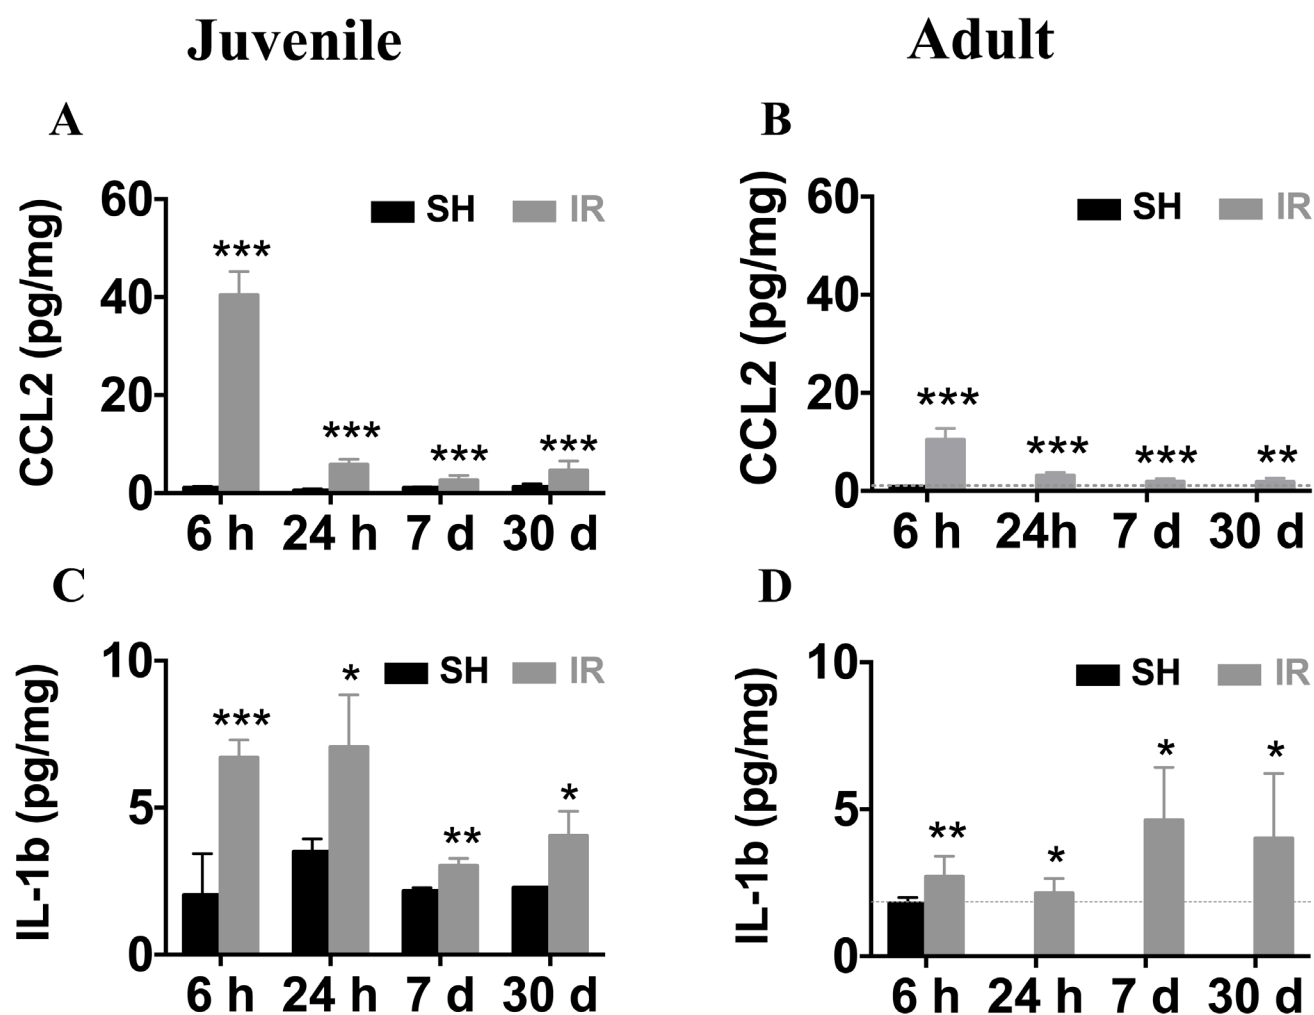 Juvenile
Adult
A
CCL2 (pg/mg)
60
40
20
0
SH IR
***
***
***
***
6 h 24 h 7 d 30 d
B
CCL2 (pg/mg)
60
40
20
0
SH IR
***
***
***
**
6 h 24h 7 d 30 d
C
IL-1b (pg/mg)
10
5
0
SH IR
***
*
**
*
6 h 24 h 7 d 30 d
D
IL-1b (pg/mg)
10
5
0
SH IR
**
*
*
*
6 h 24 h 7 d 30 d